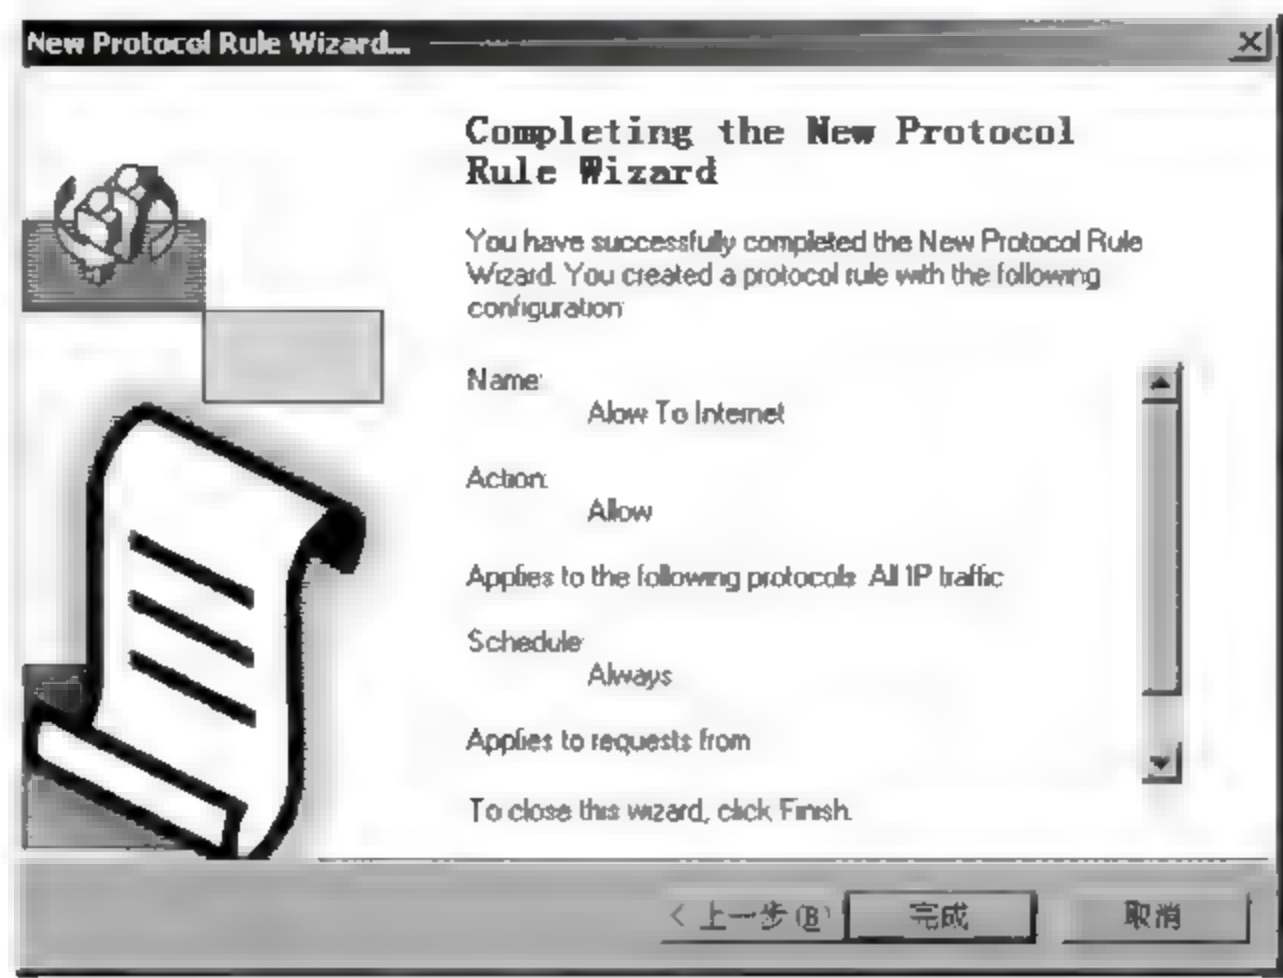 New Protocol Rule Wizard...
Completing the New Protocol
Rule Wizard
You have successfully completed the New Protocol Rule
Wizard. You created a protocol rule with the following
configuration:
Name:
Alow To Internet
Action:
Allow
Applies to the following protocols: All IP traffic
Schedule:
Always
Applies to requests from
To close this wizard, click Finish.
< 上一步(B) 完成 取消